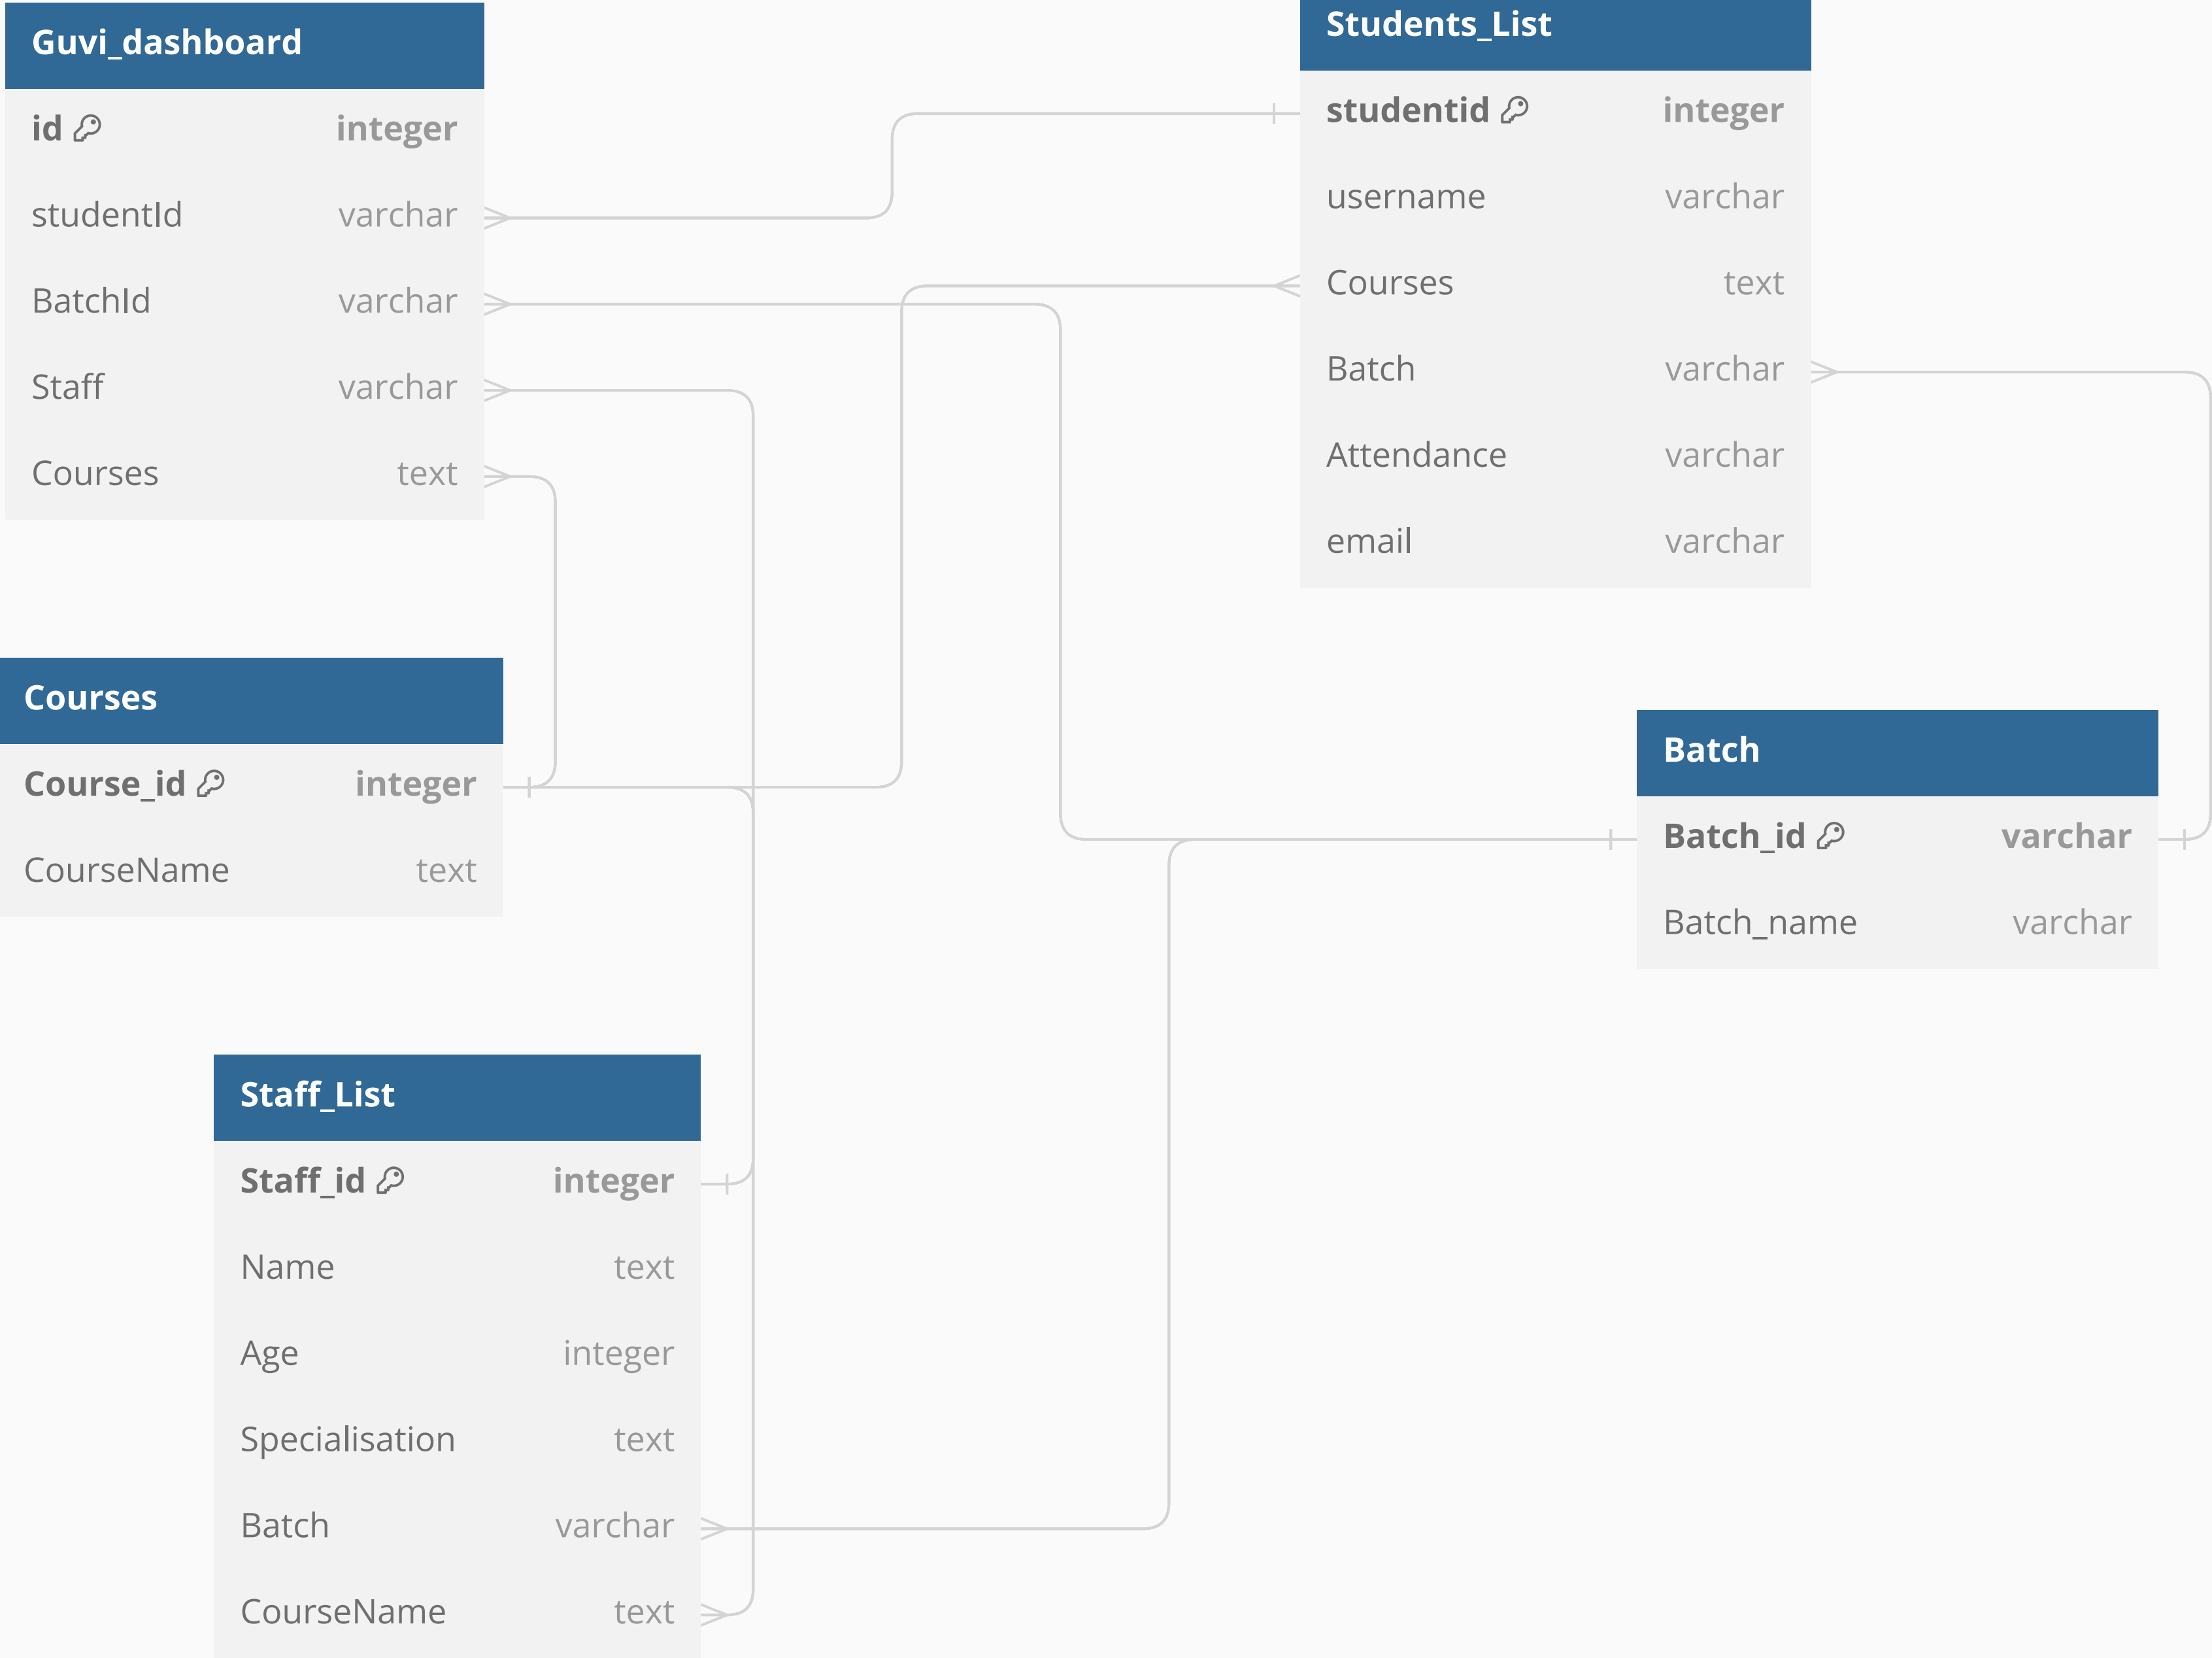 Guvi_dashboard
id integer
studentId varchar
BatchId varchar
Staff varchar
Courses text
Students_List
studentid integer
username varchar
Courses text
Batch varchar
Attendance varchar
email varchar
Courses
Course_id integer
CourseName text
Batch
Batch_id varchar
Batch_name varchar
Staff_List
Staff_id integer
Name text
Age integer
Specialisation text
Batch varchar
CourseName text